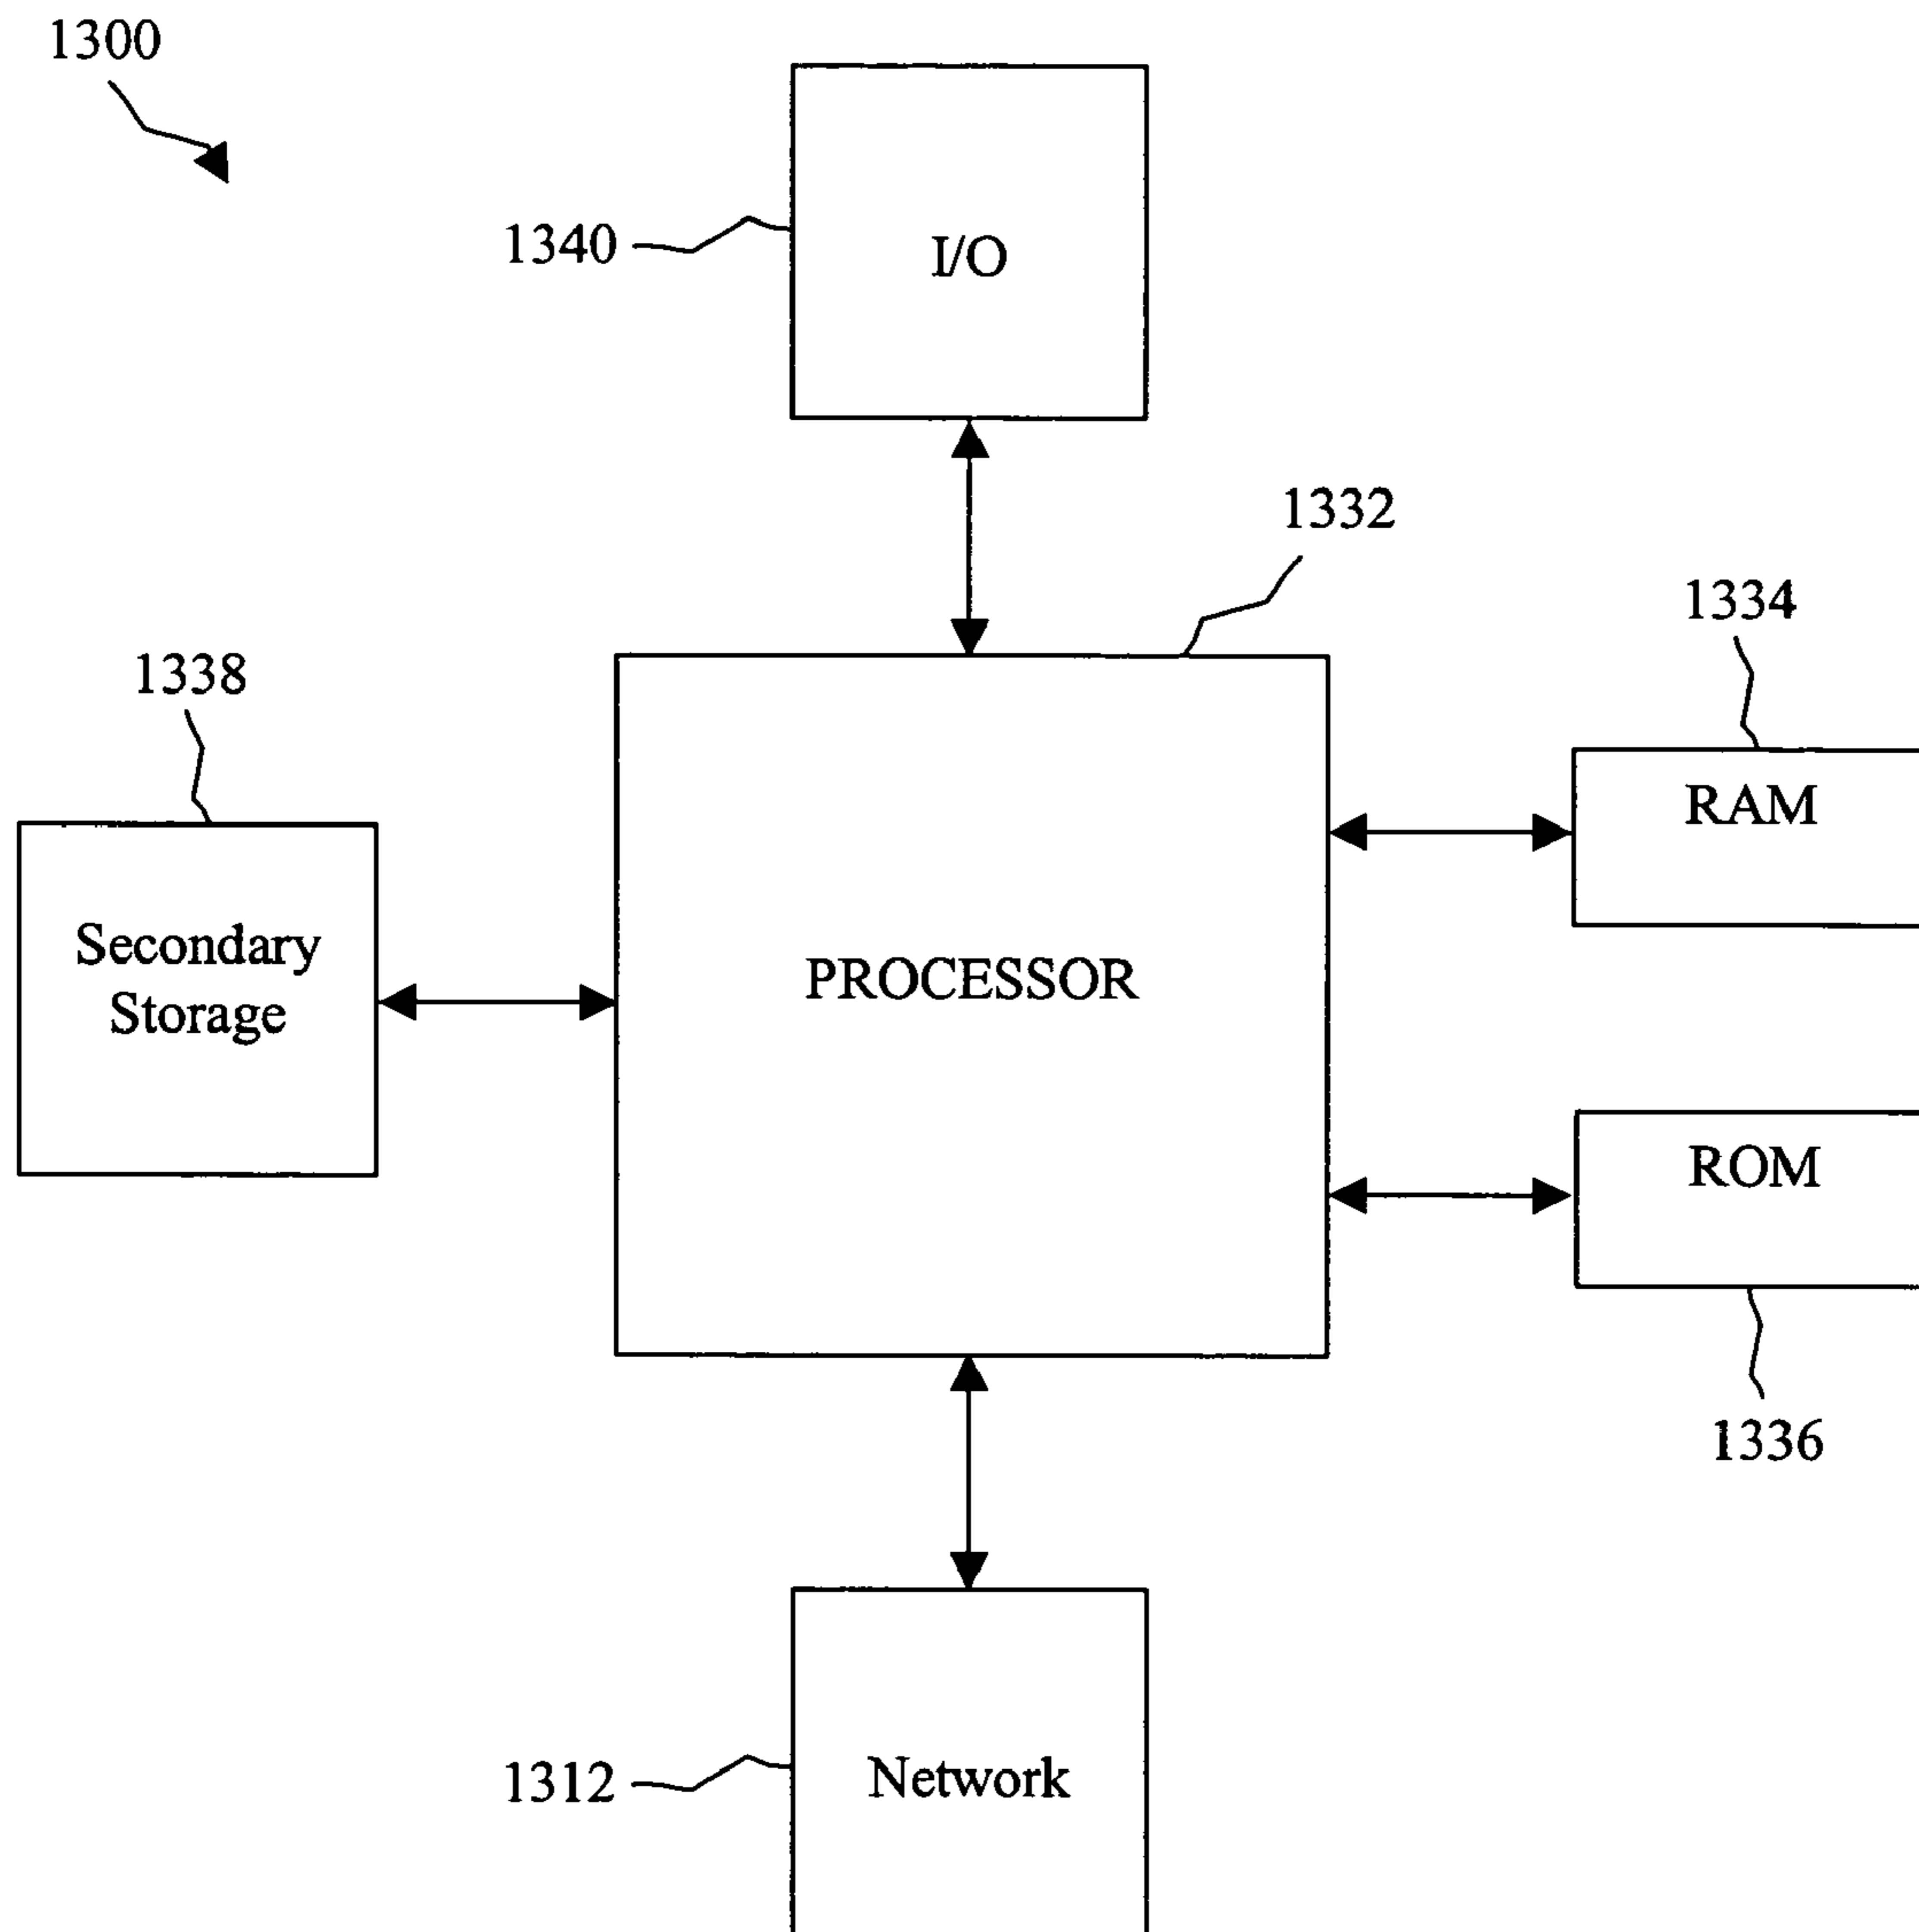 1300
1340
I/O
1332
1334
1338
RAM
Secondary
Storage
PROCESSOR
ROM
1336
1312
Network